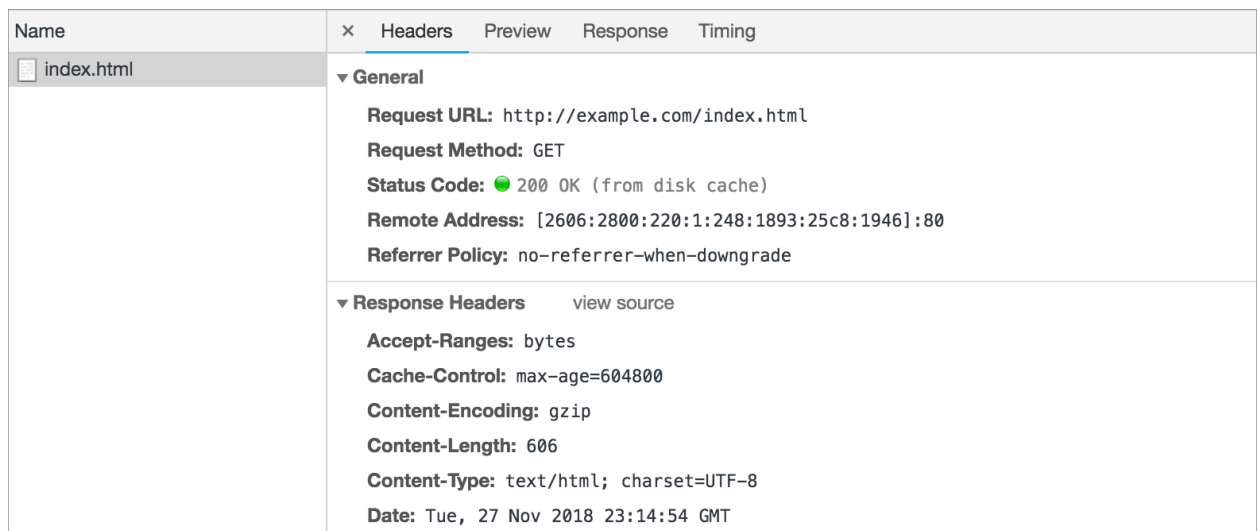 Name
× Headers Preview Response Timing
index.html
▼ General
Request URL: http://example.com/index.html
Request Method: GET
Status Code: 200 OK (from disk cache)
Remote Address: [2606:2800:220:1:248:1893:25c8:1946]:80
Referrer Policy: no-referrer-when-downgrade
▼ Response Headers view source
Accept-Ranges: bytes
Cache-Control: max-age=604800
Content-Encoding: gzip
Content-Length: 606
Content-Type: text/html; charset=UTF-8
Date: Tue, 27 Nov 2018 23:14:54 GMT